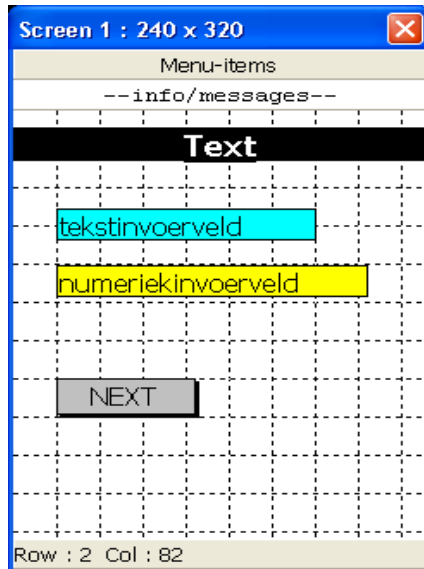 Screen 1 : 240 x 320
Menu-items
--info/messages--
Text
tekstinvoerveld
numeriekinvoerveld
NEXT
Row : 2 Col : 82